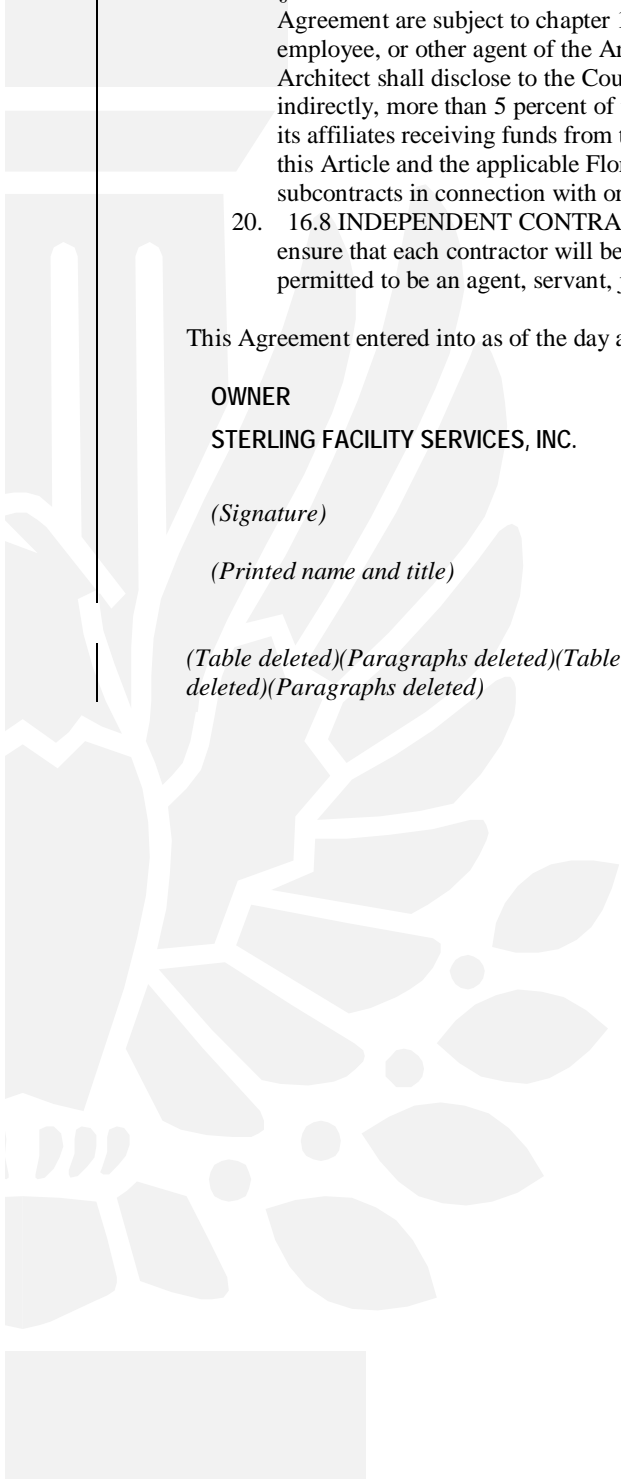 Agreement are subject to chapter
employee, or other agent of the
Architect shall disclose to the
indirectly, more than 5 percent of
its affiliates receiving funds from
this Article and the applicable
subcontracts in connection with
20. 16.8 INDEPENDENT
ensure that each contractor will be
permitted to be an agent, servant,
This Agreement entered into as of the day
OWNER
STERLING FACILITY SERVICES, INC.
(Signature)
(Printed name and title)
(Table deleted)(Paragraphs deleted)(Table
deleted)(Paragraphs deleted)